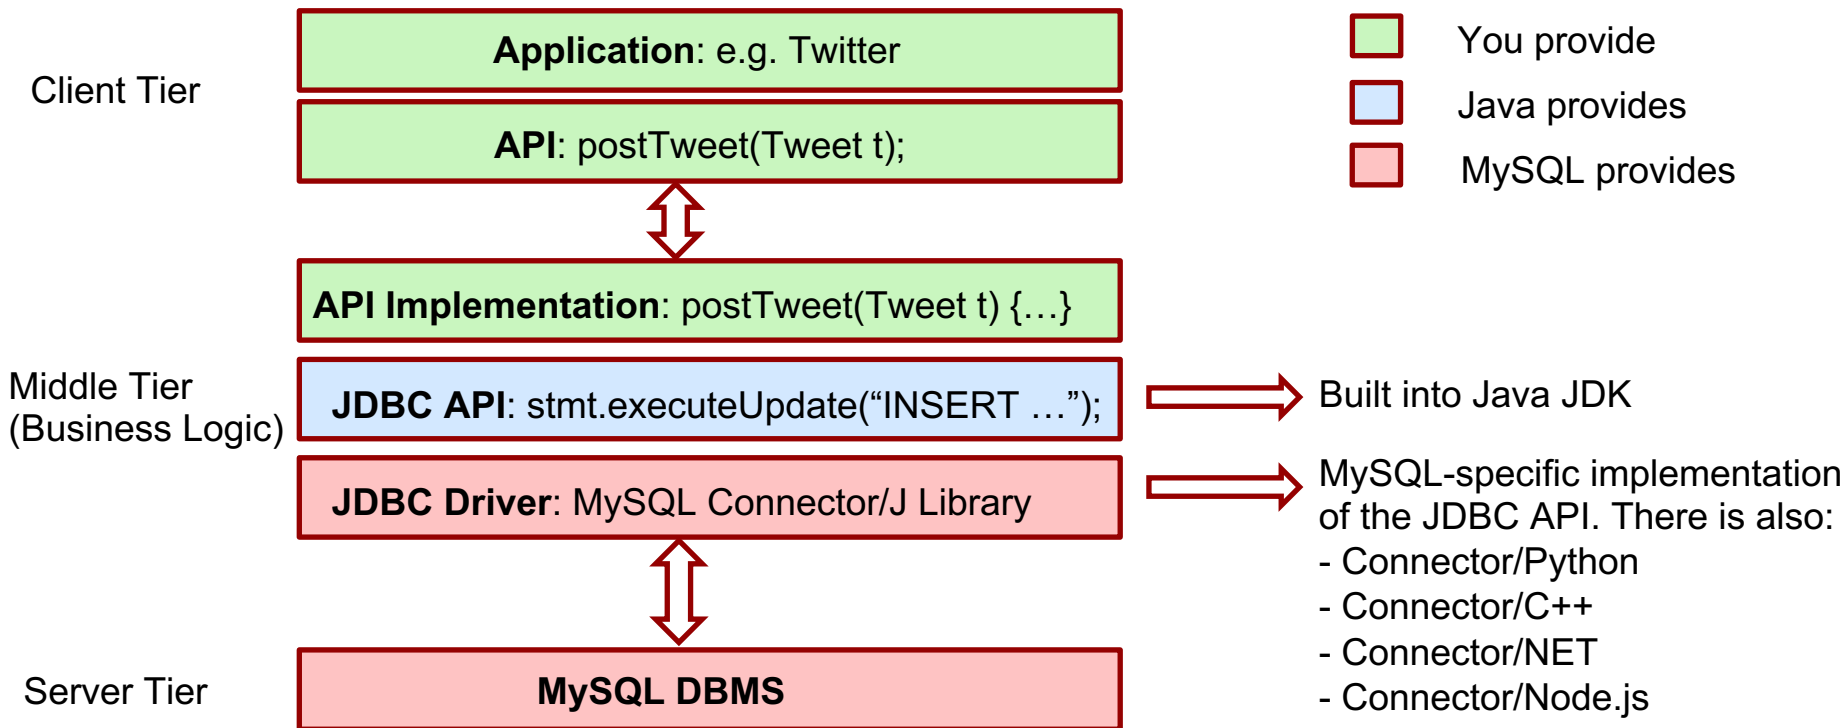 Client Tier
Application: e.g. Twitter
API: postTweet(Tweet t);
You provide
Java provides
MySQL provides
Middle Tier
(Business Logic)
API Implementation: postTweet(Tweet t) {…}
JDBC API: stmt.executeUpdate(“INSERT …”);
Built into Java JDK
JDBC Driver: MySQL Connector/J Library
MySQL-specific implementation
of the JDBC API. There is also:
- Connector/Python
- Connector/C++
- Connector/NET
- Connector/Node.js
Server Tier
MySQL DBMS